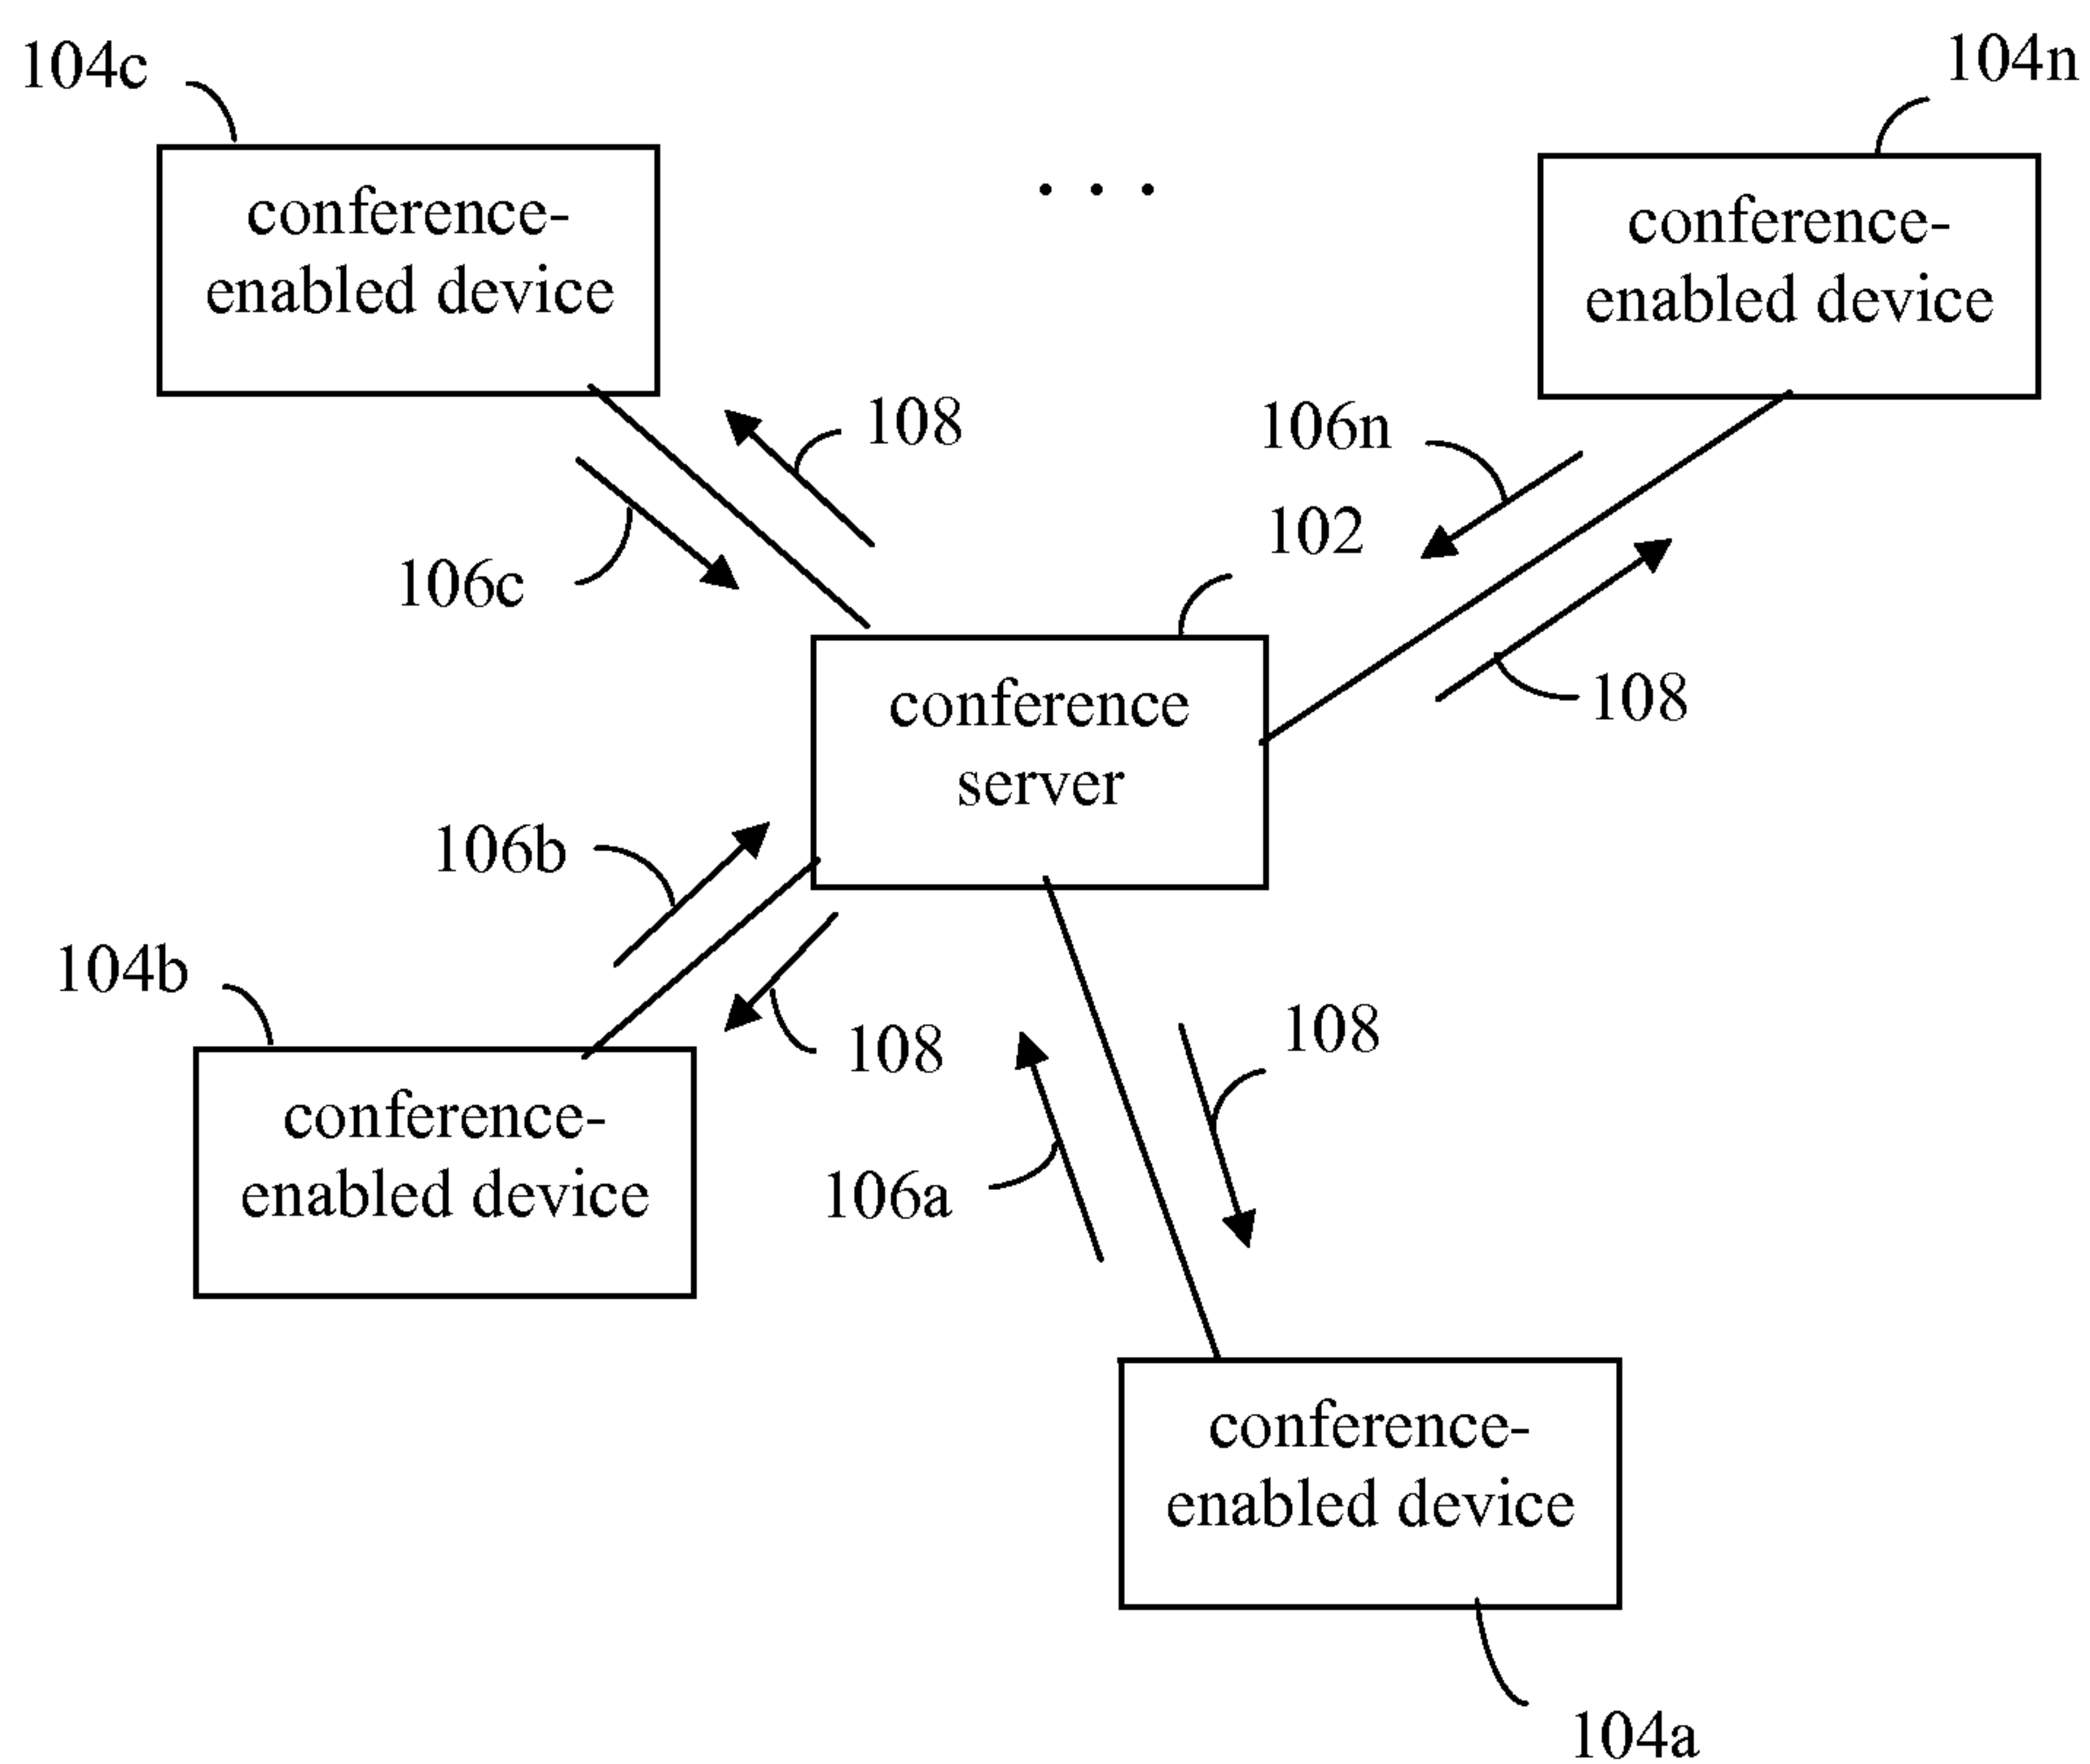 104c
104n
conference-
enabled device
. . .
conference-
enabled device
108
106n
102
106c
conference
server
108
106b
104b
108
108
conference-
enabled device
106a
conference-
enabled device
104a